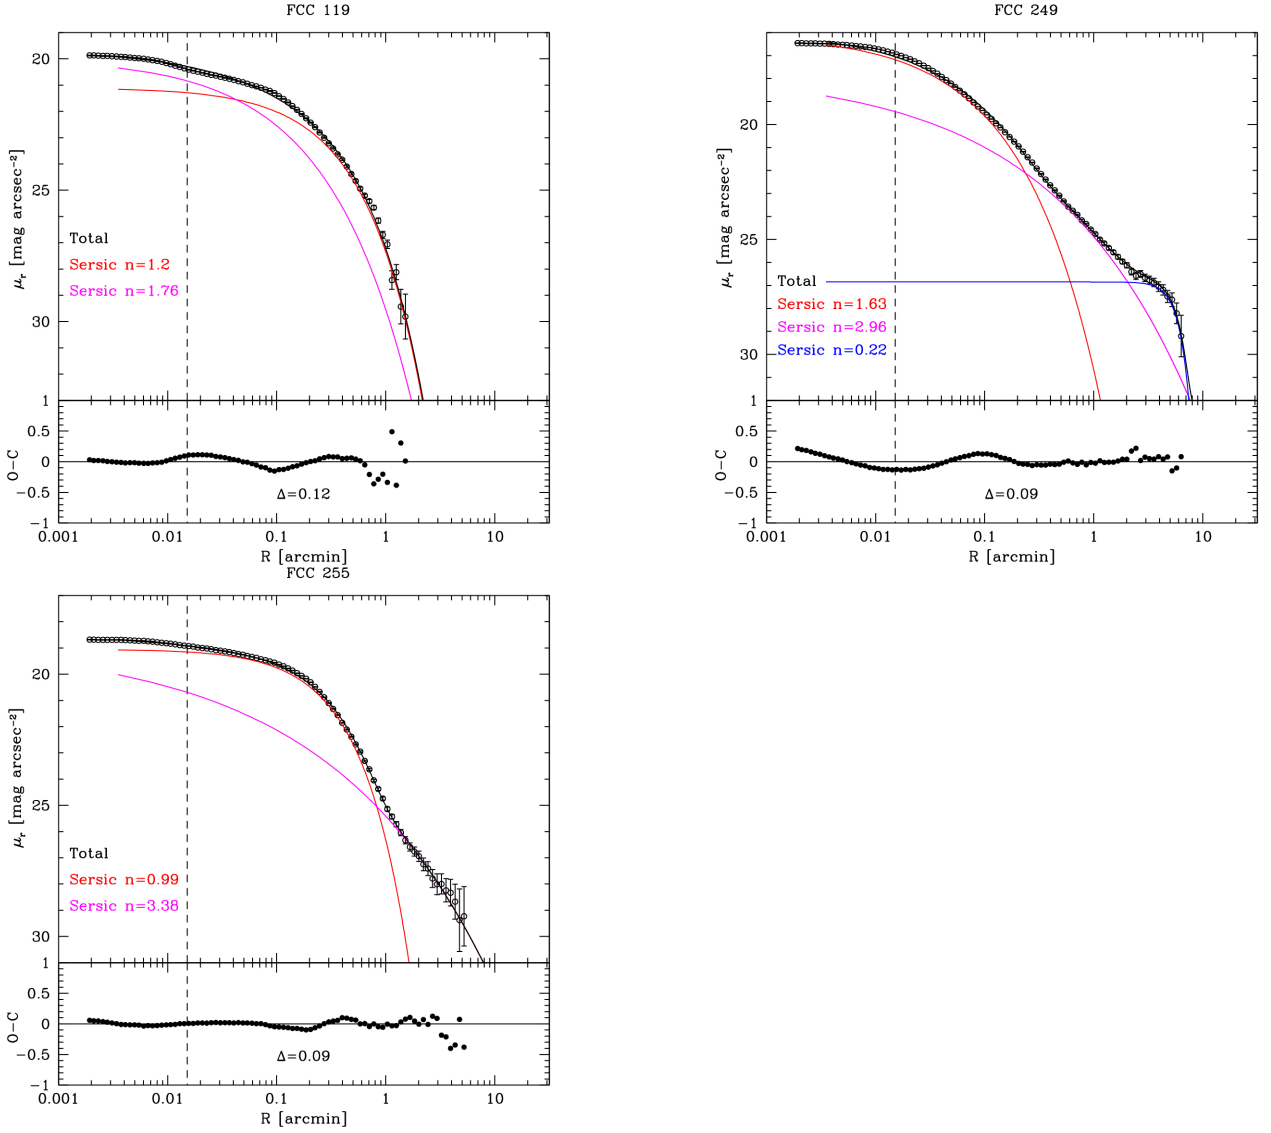 FCC 119
20
25
30
μr [mag arcsec−2]
Total
Sersic n=1.2
Sersic n=1.76
1
0.5
0
−0.5
−1
O−C
Δ=0.12
0.001 0.01 0.1 1 10
R [arcmin]
FCC 249
20
25
30
μr [mag arcsec−2]
Total
Sersic n=1.63
Sersic n=2.96
Sersic n=0.22
1
0.5
0
−0.5
−1
O−C
Δ=0.09
0.001 0.01 0.1 1 10
R [arcmin]
FCC 255
20
25
30
μr [mag arcsec−2]
Total
Sersic n=0.99
Sersic n=3.38
1
0.5
0
−0.5
−1
O−C
Δ=0.09
0.001 0.01 0.1 1 10
R [arcmin]